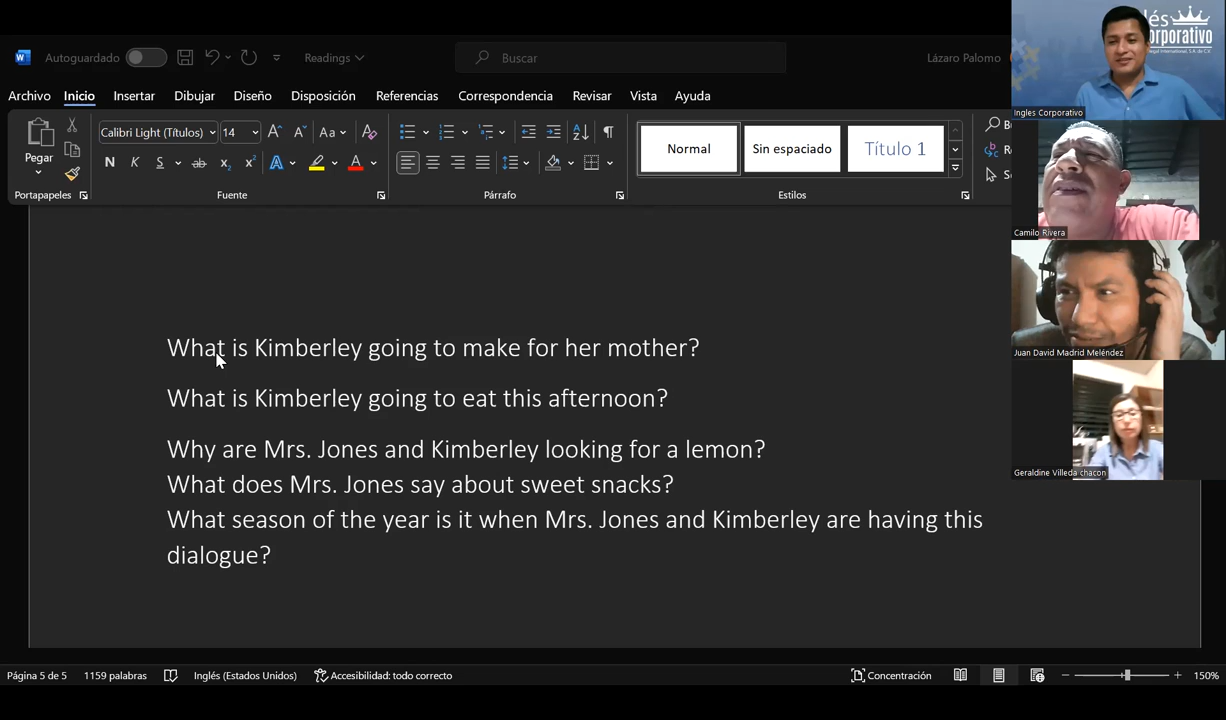 Autoguardado
Readings
Buscar
Lázaro Palomo
Archivo Inicio Insertar Dibujar Diseño Disposición Referencias Correspondencia Revisar Vista Ayuda
Pegar
Calibri Light (Títulos) 14
Normal
Sin espaciado
Título 1
Portapapeles
Fuente
Párrafo
Estilos
What is Kimberley going to make for her mother?
What is Kimberley going to eat this afternoon?
Why are Mrs. Jones and Kimberley looking for a lemon?
What does Mrs. Jones say about sweet snacks?
What season of the year is it when Mrs. Jones and Kimberley are having this
dialogue?
Página 5 de 5 1159 palabras Inglés (Estados Unidos) Accesibilidad: todo correcto Concentración 150%
Ingles Corporativo
Camilo Rivera
Juan David Madrid Meléndez
Geraldine Villeda chacon